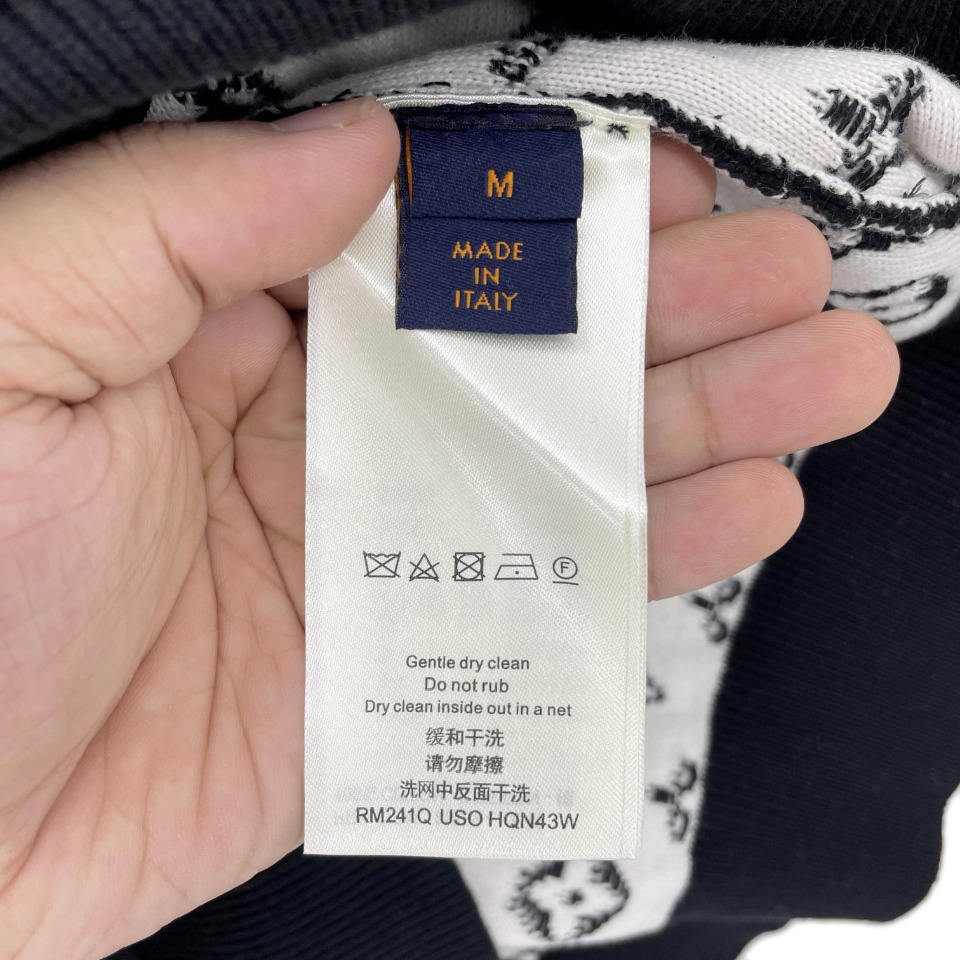 M
MADE
IN
ITALY
F
Gentle dry clean
Do not rub
Dry clean inside out in a net
缓和干洗
请勿摩擦
洗网中反面干洗
RM241Q USO HQN43W